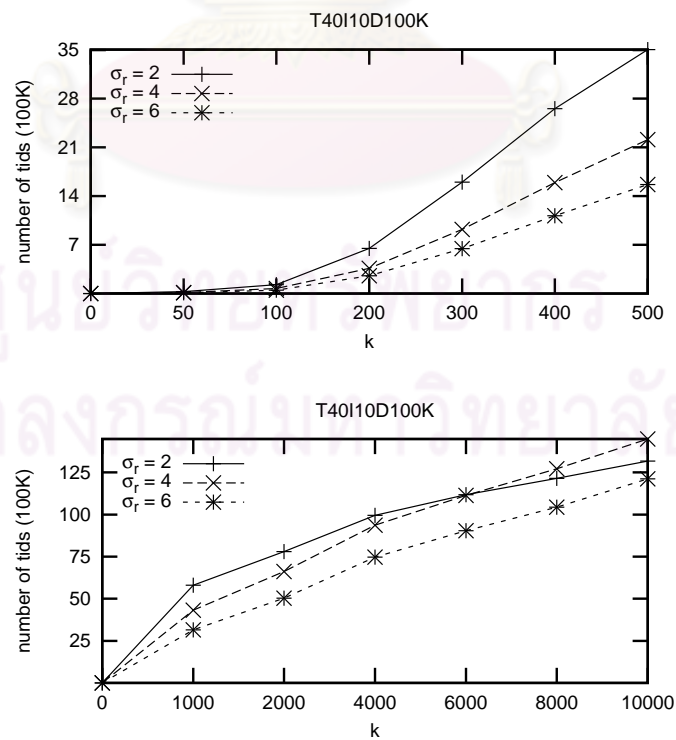 T40I10D100K
number of tids (100K)
35
28
21
14
7
σr = 2
σr = 4
σr = 6
0 50 100 200 300 400 500
k
T40I10D100K
number of tids (100K)
125
100
75
50
25
σr = 2
σr = 4
σr = 6
0 1000 2000 4000 6000 8000 10000
k